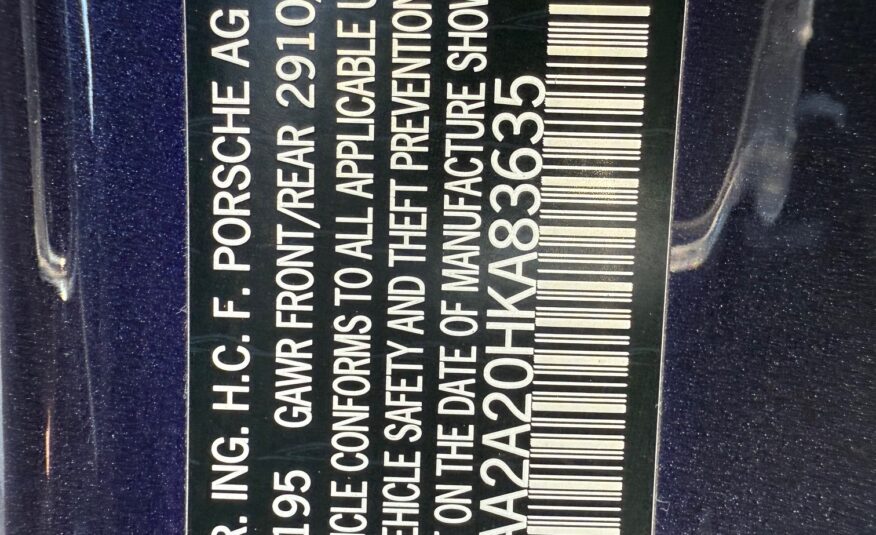 R. ING. H.C. F. PORSCHE AG
195 GAWR FRONT/REAR 2910
ICLE CONFORMS TO ALL APPLICABLE U
EHICLE SAFETY AND THEFT PREVENTION
ON THE DATE OF MANUFACTURE SHOW
AA2A20HKA83635